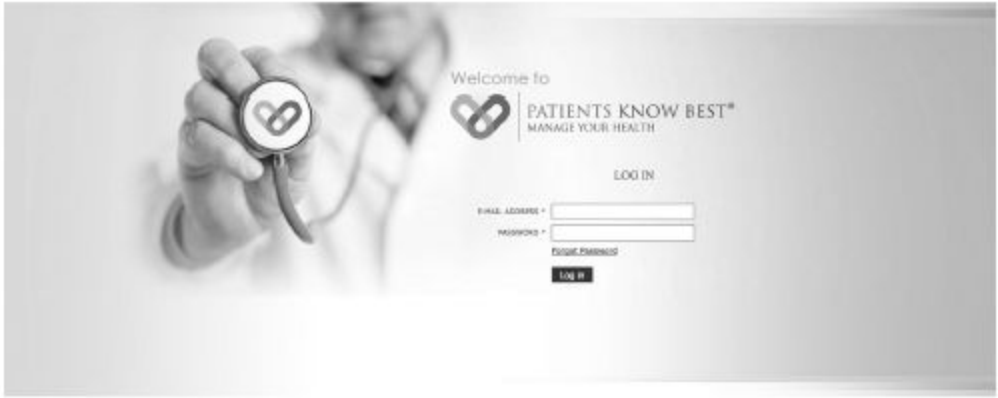 Welcome to
PATIENTS KNOW BEST®
MANAGE YOUR HEALTH
LOG IN
E-MAIL ADDRESS *
PASSWORD *
Forgot Password
Log in